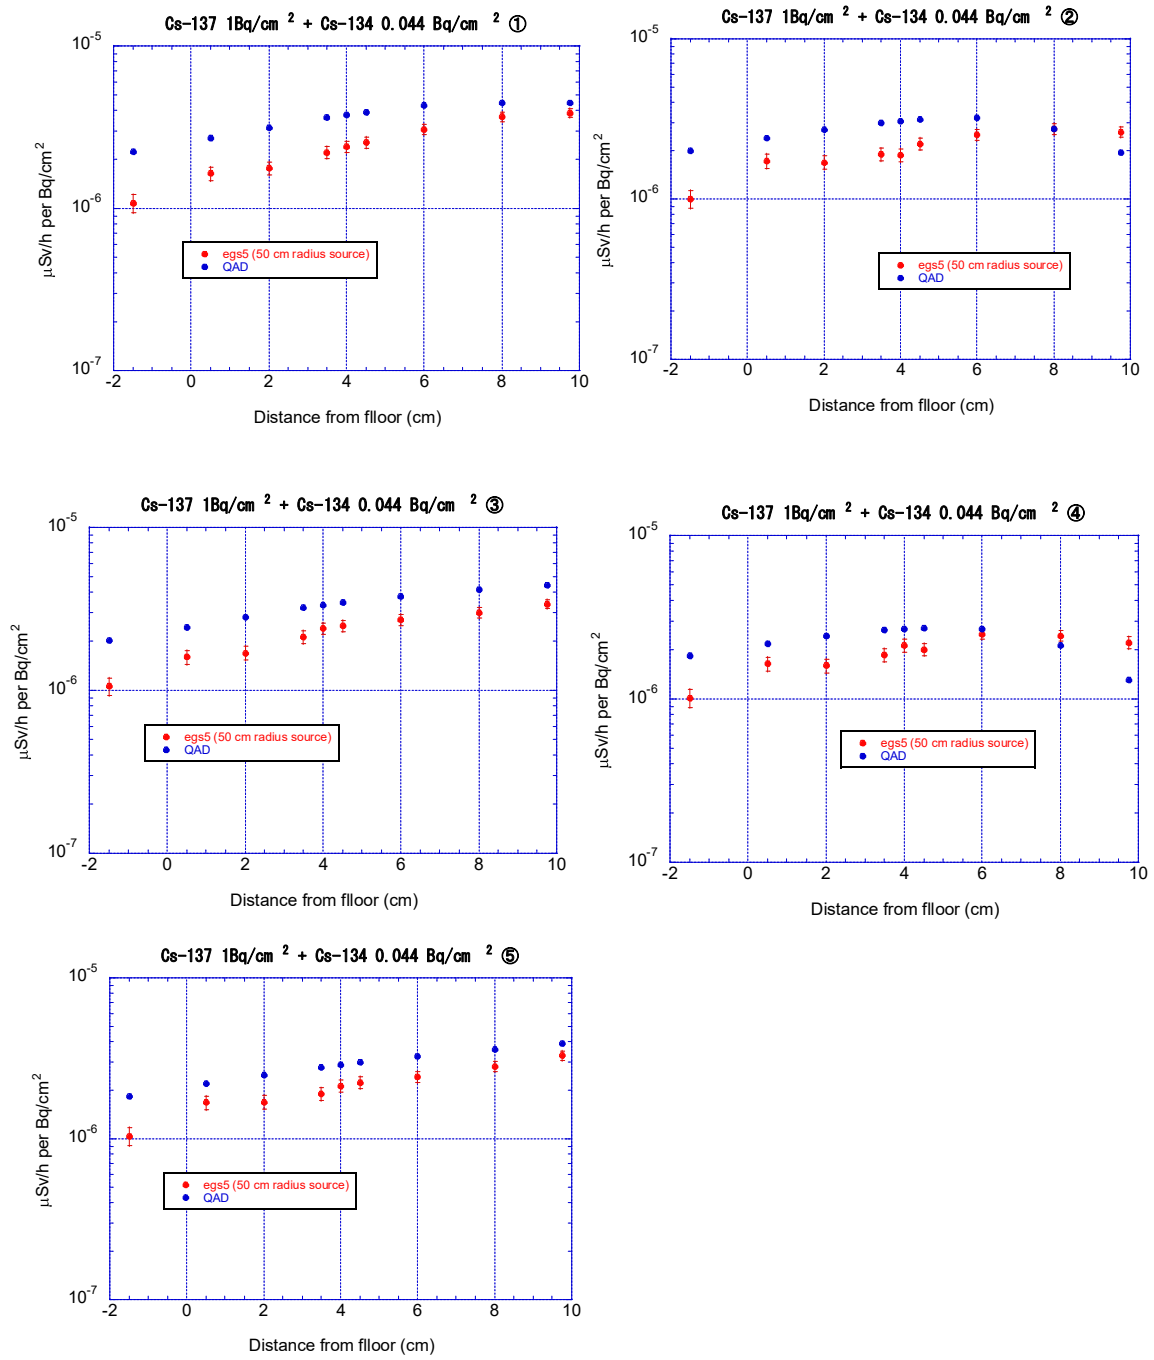 Cs-137 1Bq/cm ² + Cs-134 0.044 Bq/cm ² ①
10⁻⁵
10⁻⁶
10⁻⁷
μSv/h per Bq/cm²
egs5 (50 cm radius source)
QAD
-2 0 2 4 6 8 10
Distance from flloor (cm)
Cs-137 1Bq/cm ² + Cs-134 0.044 Bq/cm ² ②
10⁻⁵
10⁻⁶
10⁻⁷
μSv/h per Bq/cm²
egs5 (50 cm radius source)
QAD
-2 0 2 4 6 8 10
Distance from flloor (cm)
Cs-137 1Bq/cm ² + Cs-134 0.044 Bq/cm ² ③
10⁻⁵
10⁻⁶
10⁻⁷
μSv/h per Bq/cm²
egs5 (50 cm radius source)
QAD
-2 0 2 4 6 8 10
Distance from flloor (cm)
Cs-137 1Bq/cm ² + Cs-134 0.044 Bq/cm ² ④
10⁻⁵
10⁻⁶
10⁻⁷
μSv/h per Bq/cm²
egs5 (50 cm radius source)
QAD
-2 0 2 4 6 8 10
Distance from flloor (cm)
Cs-137 1Bq/cm ² + Cs-134 0.044 Bq/cm ² ⑤
10⁻⁵
10⁻⁶
10⁻⁷
μSv/h per Bq/cm²
egs5 (50 cm radius source)
QAD
-2 0 2 4 6 8 10
Distance from flloor (cm)